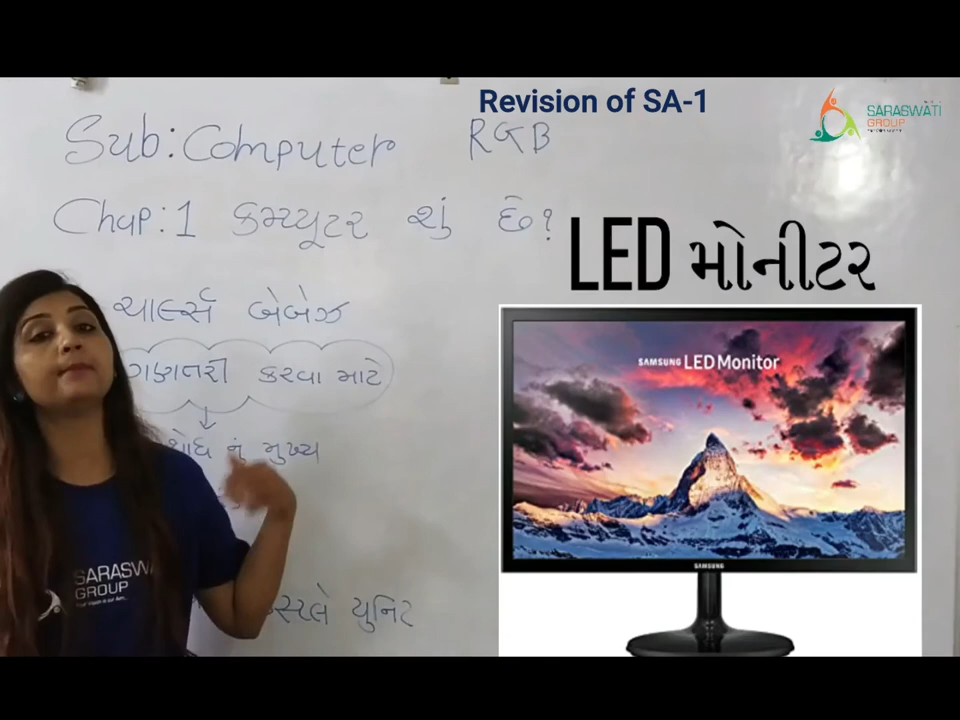 Revision of SA-1
SARASWATI
GROUP
Sub: Computer
RGB
Chap: 1 કમ્પ્યૂટર શું છે?
LED મોનીટર
ચાર્લ્સ બેબેઝ
ગણતરી કરવા માટે
શોધ નું મુખ્ય
યુનિટ
SAMSUNG LED Monitor
SAMSUNG
SARASWA
GROUP